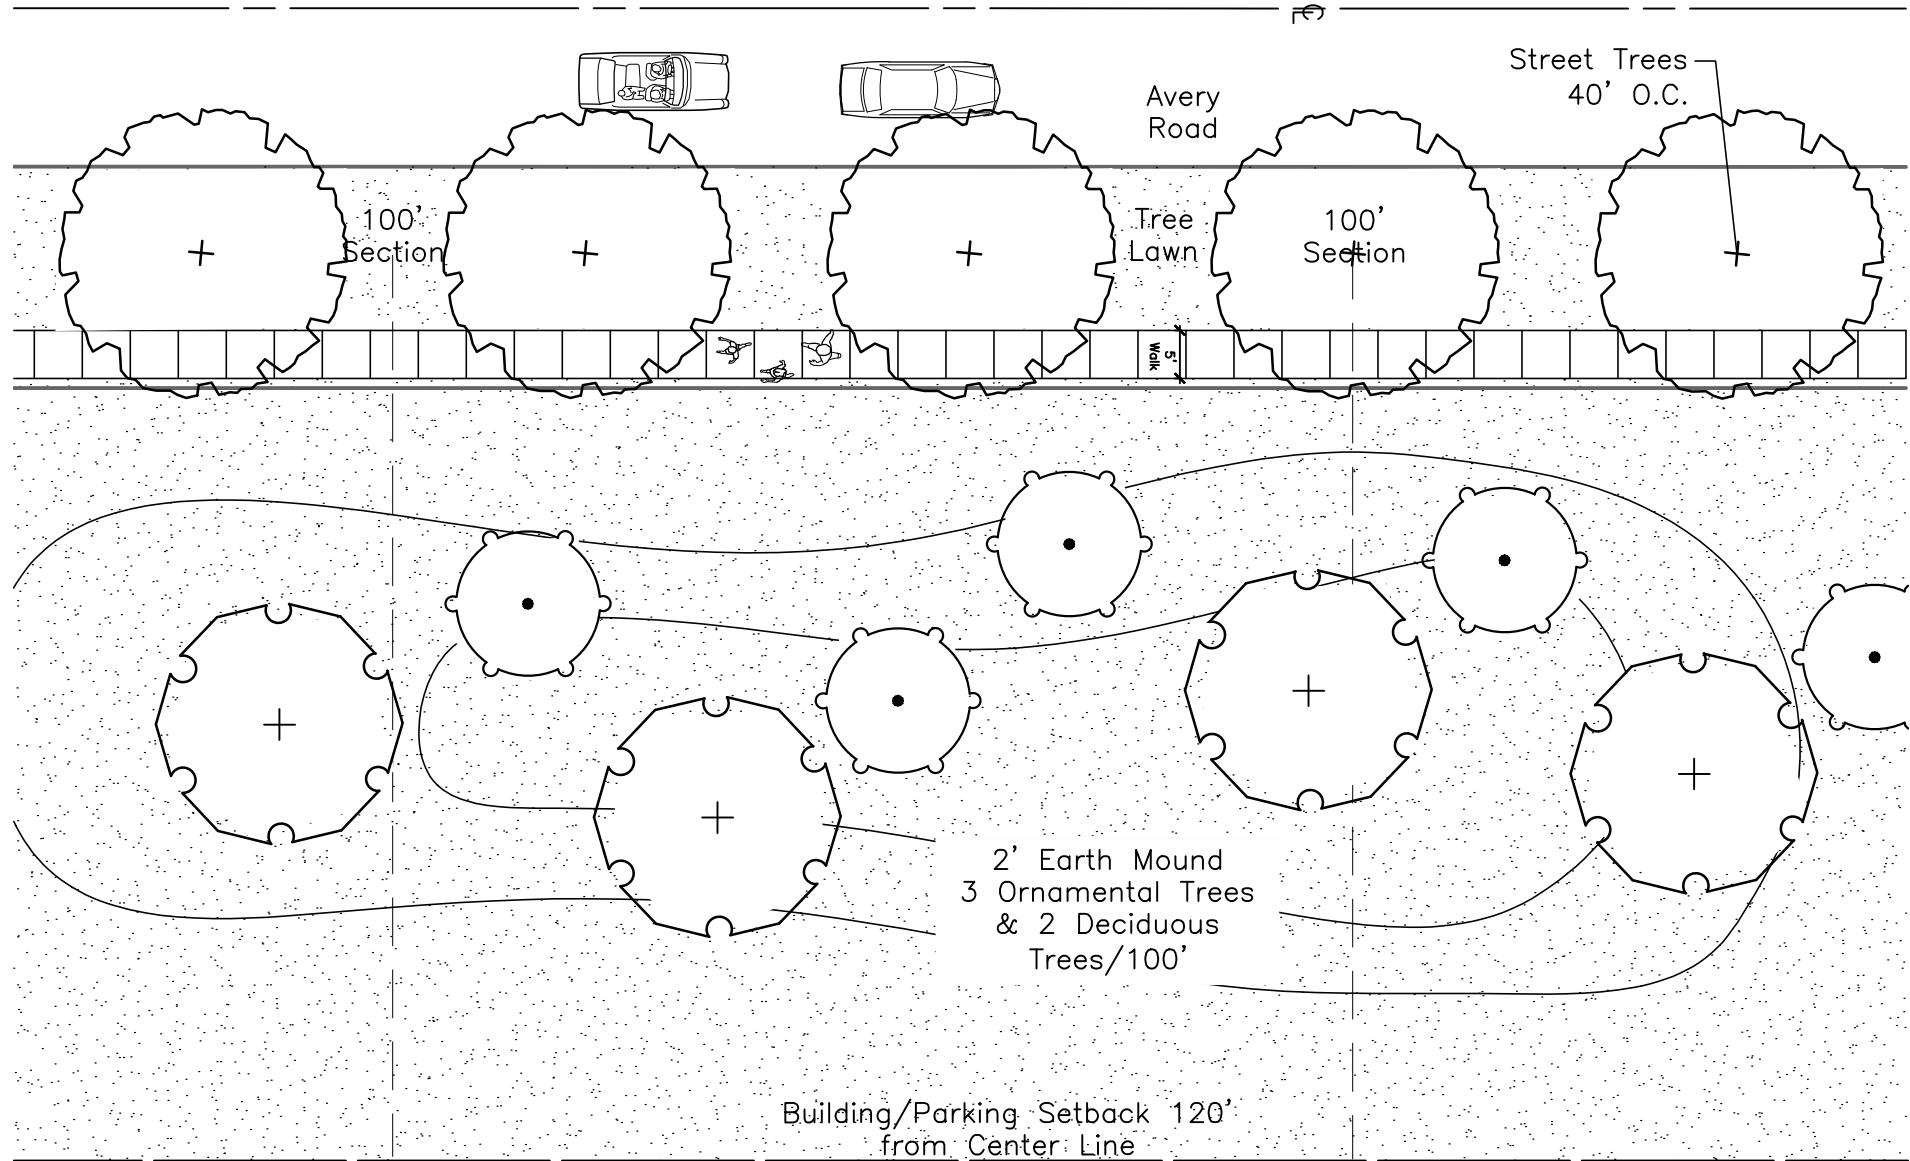 Street Trees
40' O.C.
Avery
Road
100'
Section
Tree
Lawn
100'
Section
5'
Walk
2' Earth Mound
3 Ornamental Trees
& 2 Deciduous
Trees/100'
Building/Parking Setback 120'
from Center Line